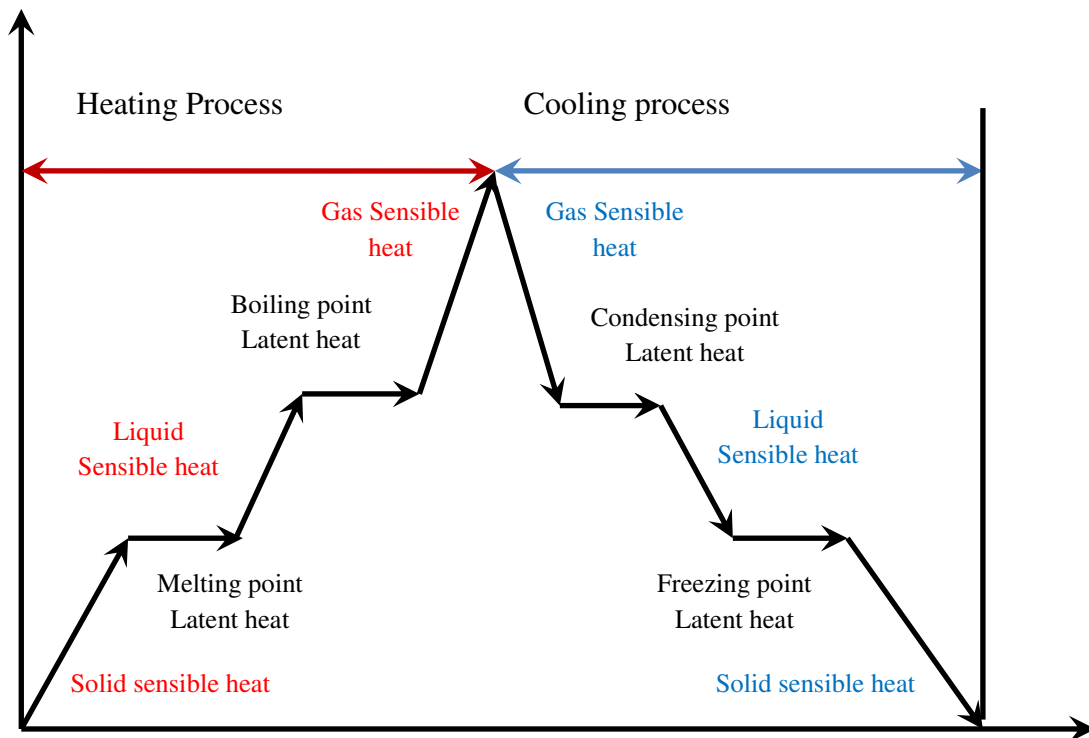 Heating Process
Cooling process
Gas Sensible
heat
Gas Sensible
heat
Boiling point
Latent heat
Condensing point
Latent heat
Liquid
Sensible heat
Liquid
Sensible heat
Melting point
Latent heat
Freezing point
Latent heat
Solid sensible heat
Solid sensible heat